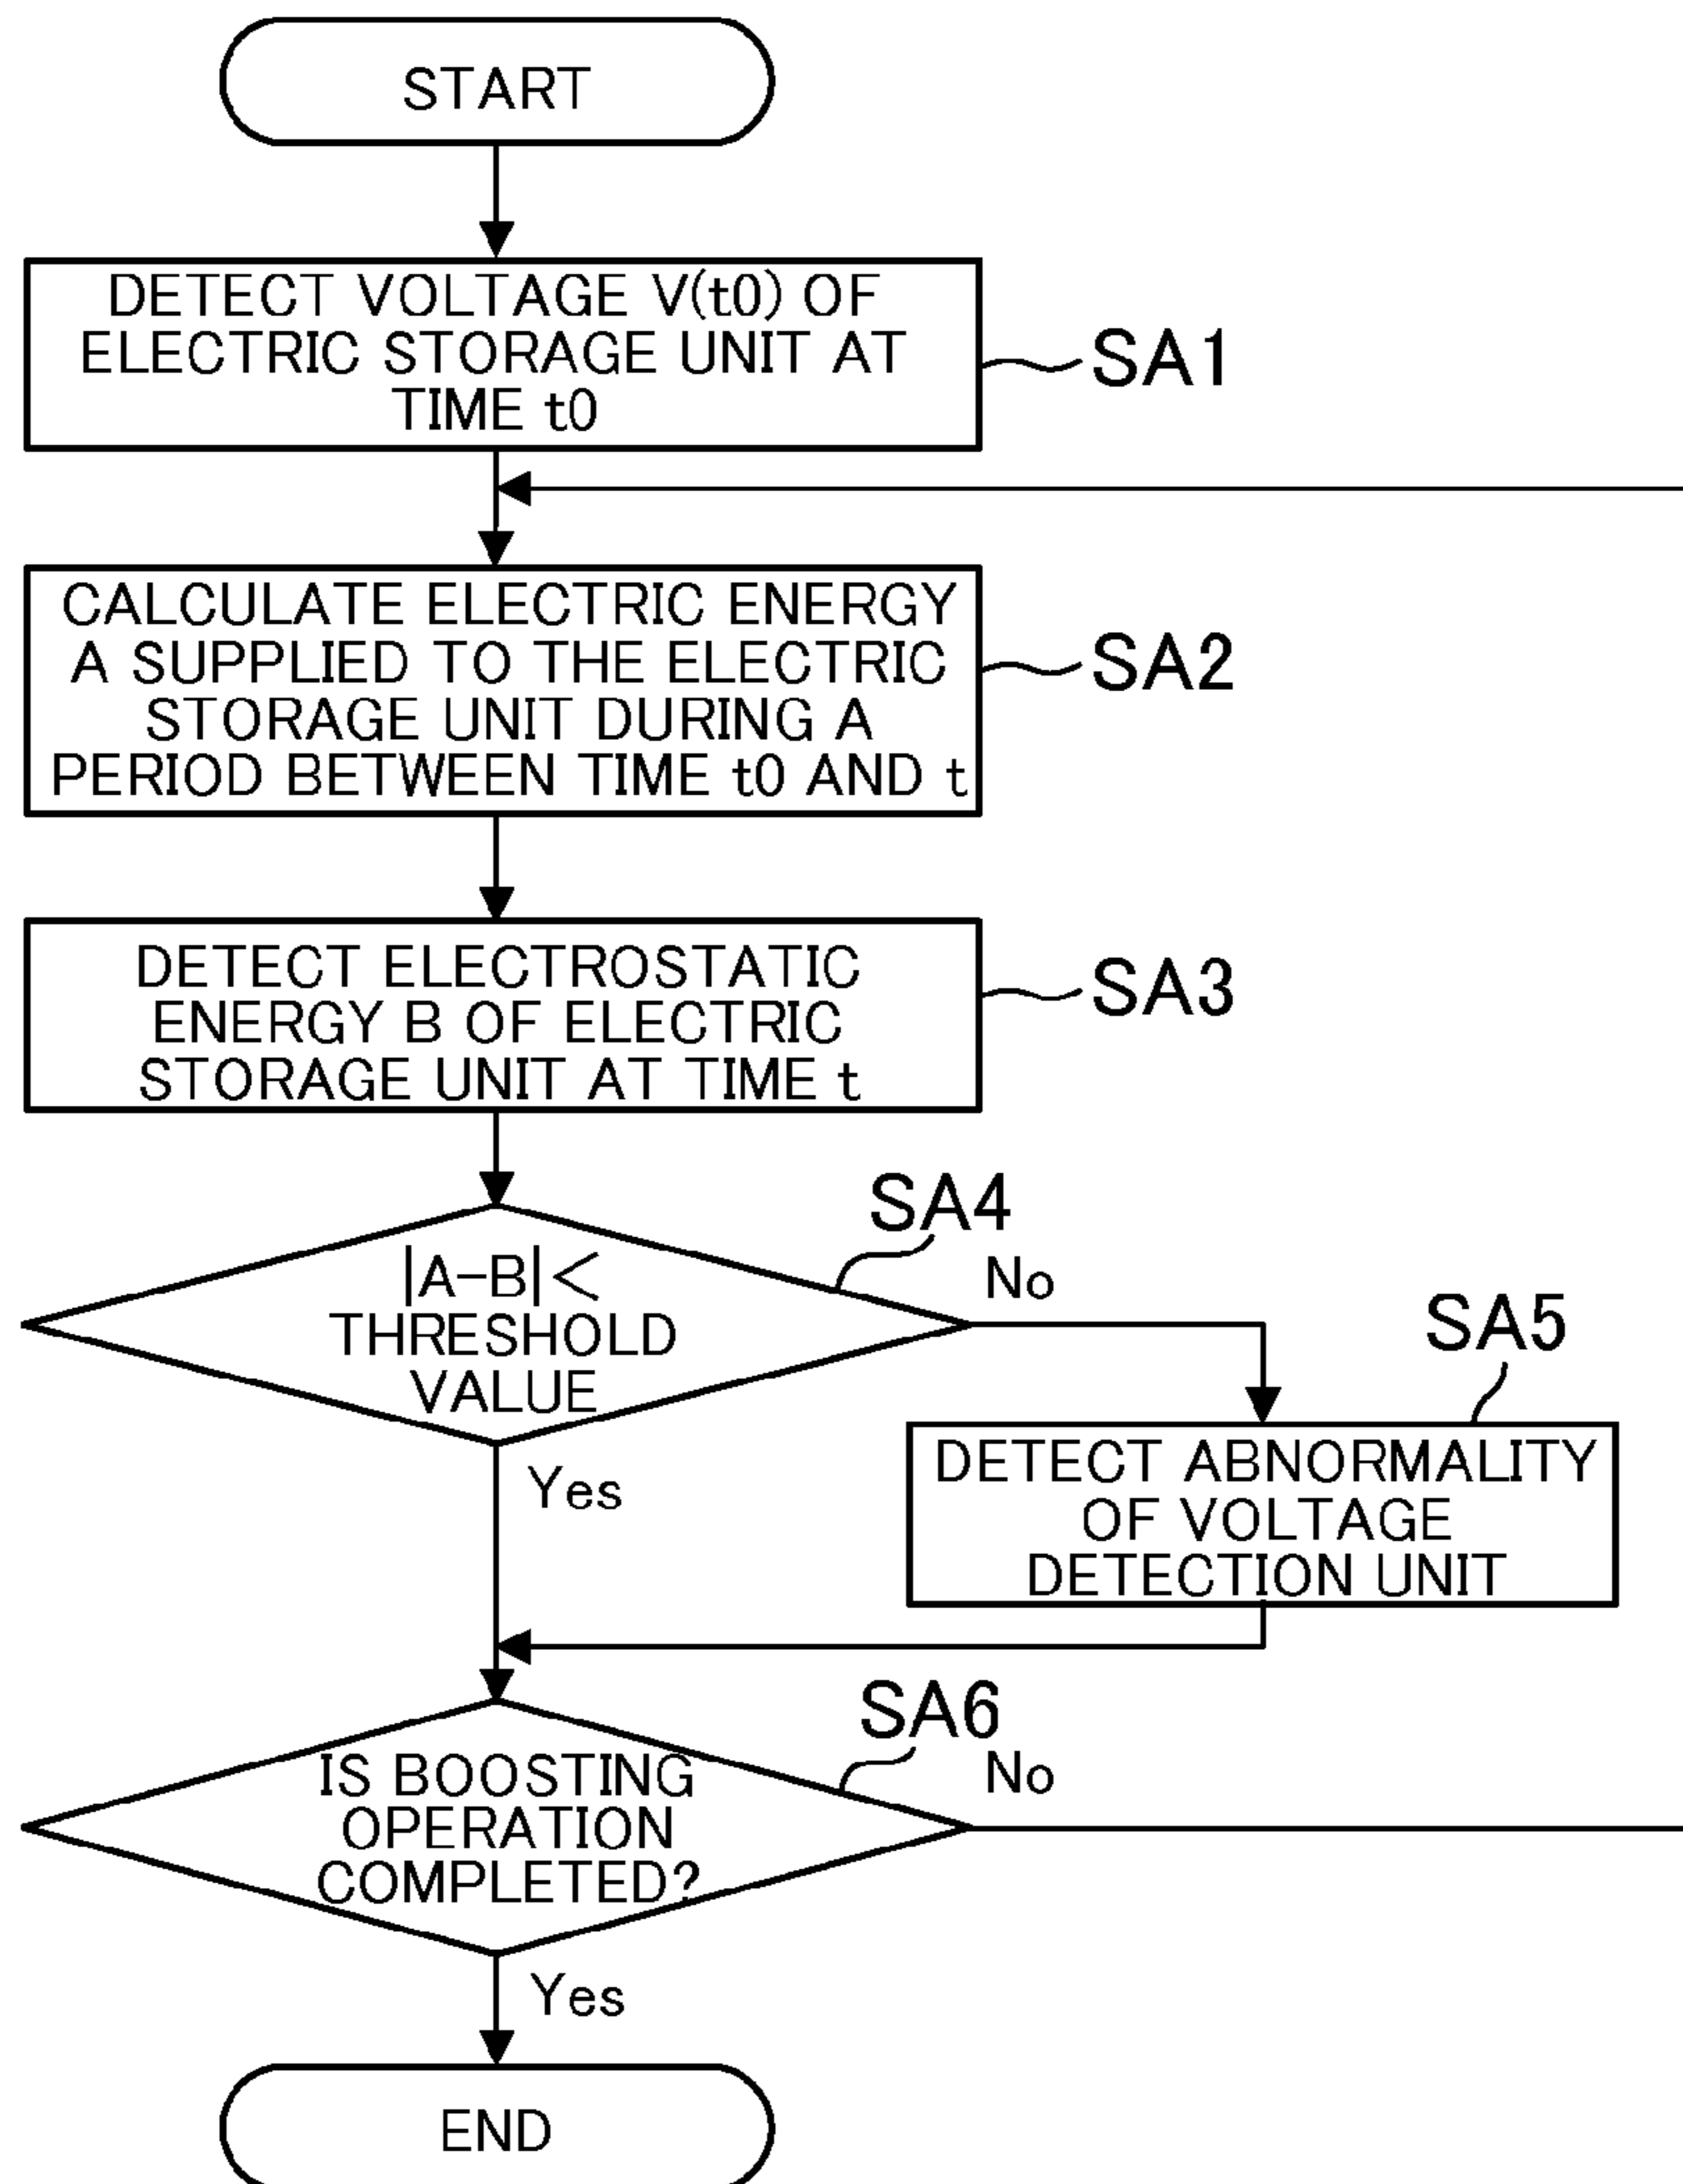 START
DETECT VOLTAGE V(t0) OF
ELECTRIC STORAGE UNIT AT
TIME t0
SA1
CALCULATE ELECTRIC ENERGY
A SUPPLIED TO THE ELECTRIC
STORAGE UNIT DURING A
PERIOD BETWEEN TIME t0 AND t
SA2
DETECT ELECTROSTATIC
ENERGY B OF ELECTRIC
STORAGE UNIT AT TIME t
SA3
|A-B|<
THRESHOLD
VALUE
SA4
No
Yes
SA5
DETECT ABNORMALITY
OF VOLTAGE
DETECTION UNIT
IS BOOSTING
OPERATION
COMPLETED?
SA6
No
Yes
END